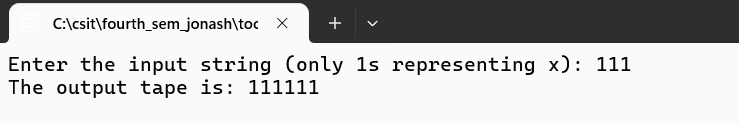 C:\csit\fourth_sem_jonash\toc
Enter the input string (only 1s representing x): 111
The output tape is: 111111